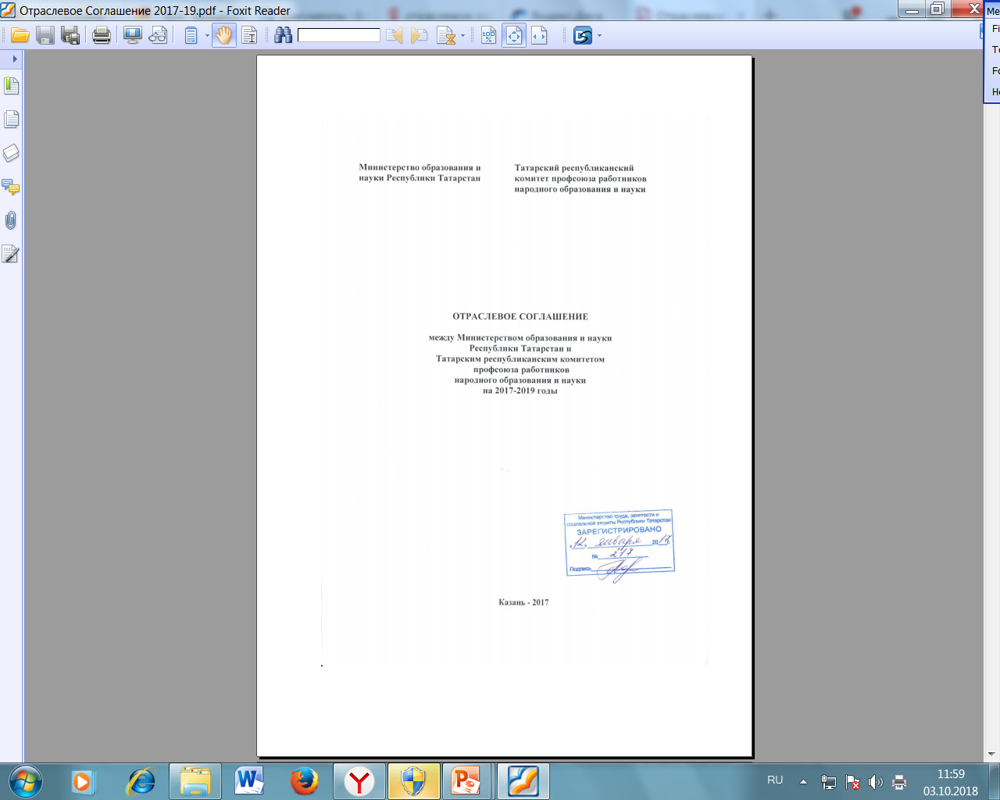 Отраслевое Соглашение 2017-19.pdf - Foxit Reader
Министерство образования и
науки Республики Татарстан
Татарский республиканский
комитет профсоюза работников
народного образования и науки
ОТРАСЛЕВОЕ СОГЛАШЕНИЕ
между Министерством образования и науки
Республики Татарстан и
Татарским республиканским комитетом
профсоюза работников
народного образования и науки
на 2017-2019 годы
Министерство труда, занятости и
социальной защиты Республики Татарстан
ЗАРЕГИСТРИРОВАНО
«12» января 2017г.
№ 217
Подпись
Казань - 2017
RU
11:59
03.10.2018